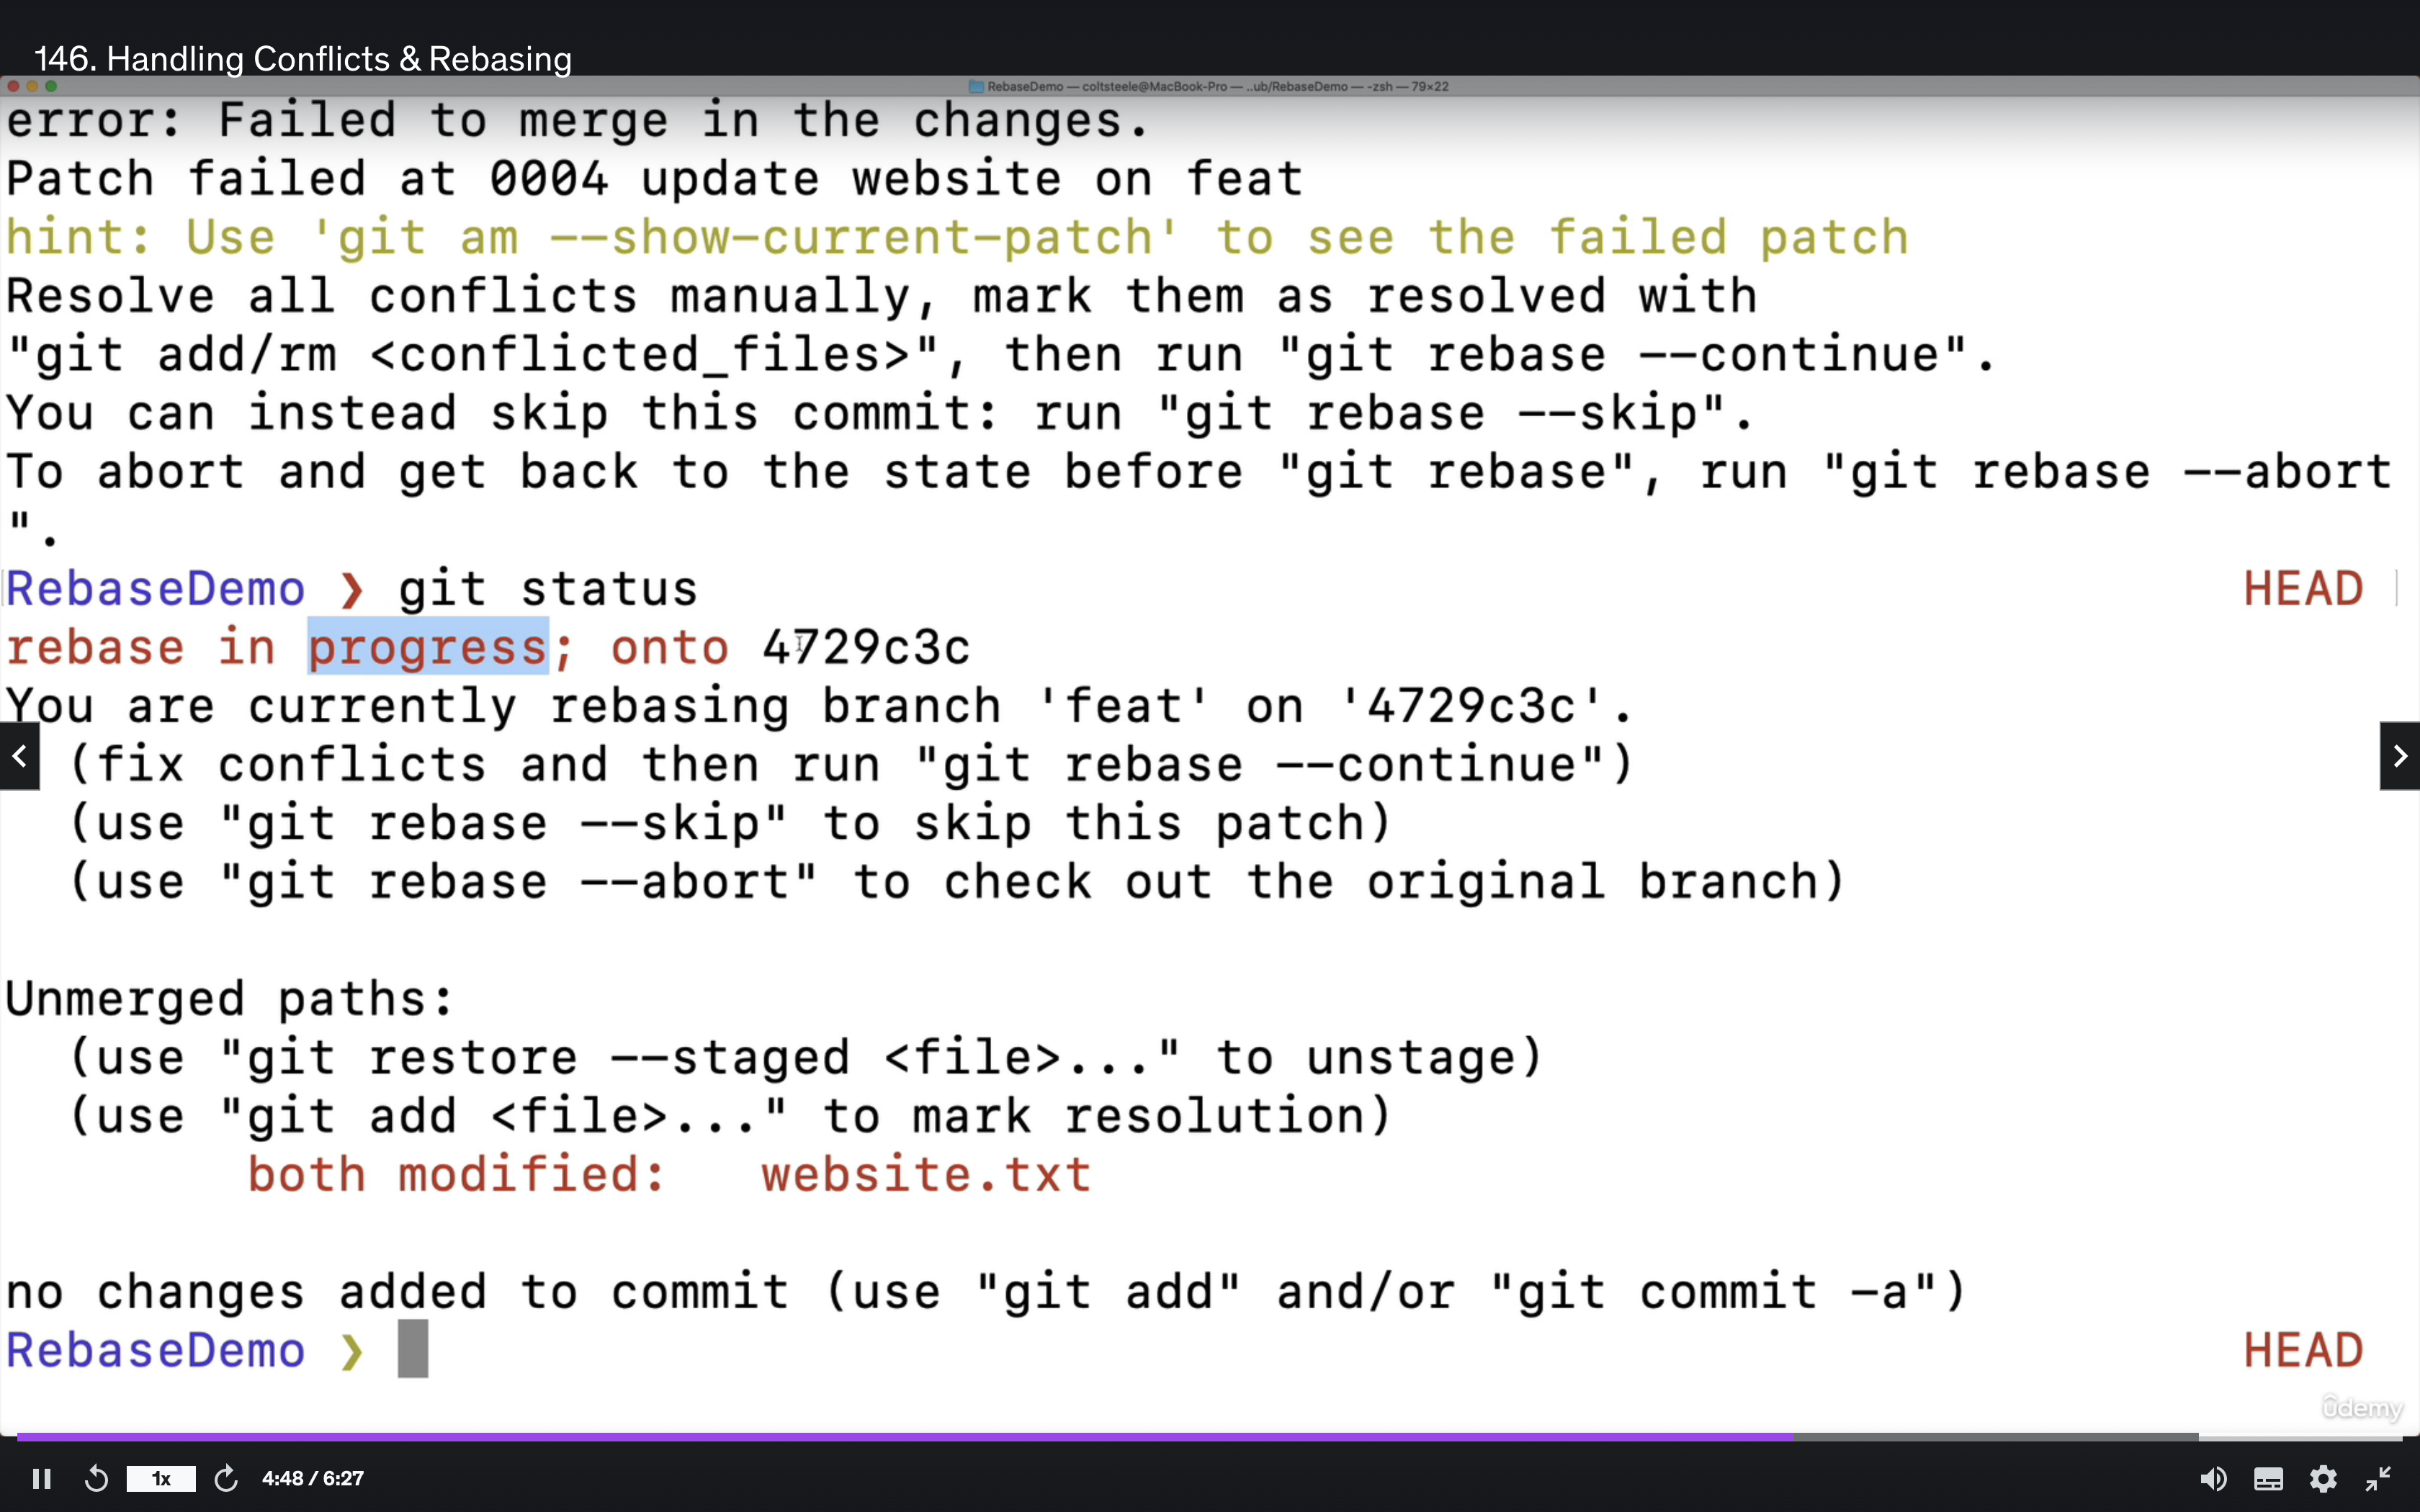 146. Handling Conflicts & Rebasing
RebaseDemo — coltsteele@MacBook-Pro — ..ub/RebaseDemo — -zsh — 79×22
error: Failed to merge in the changes.
Patch failed at 0004 update website on feat
hint: Use 'git am --show-current-patch' to see the failed patch
Resolve all conflicts manually, mark them as resolved with
"git add/rm <conflicted_files>", then run "git rebase --continue".
You can instead skip this commit: run "git rebase --skip".
To abort and get back to the state before "git rebase", run "git rebase --abort
".
RebaseDemo ❯ git status HEAD
rebase in progress; onto 4729c3c
You are currently rebasing branch 'feat' on '4729c3c'.
(fix conflicts and then run "git rebase --continue")
(use "git rebase --skip" to skip this patch)
(use "git rebase --abort" to check out the original branch)
Unmerged paths:
(use "git restore --staged <file>..." to unstage)
(use "git add <file>..." to mark resolution)
both modified: website.txt
no changes added to commit (use "git add" and/or "git commit -a")
RebaseDemo ❯ HEAD
ûdemy
1x 4:48 / 6:27